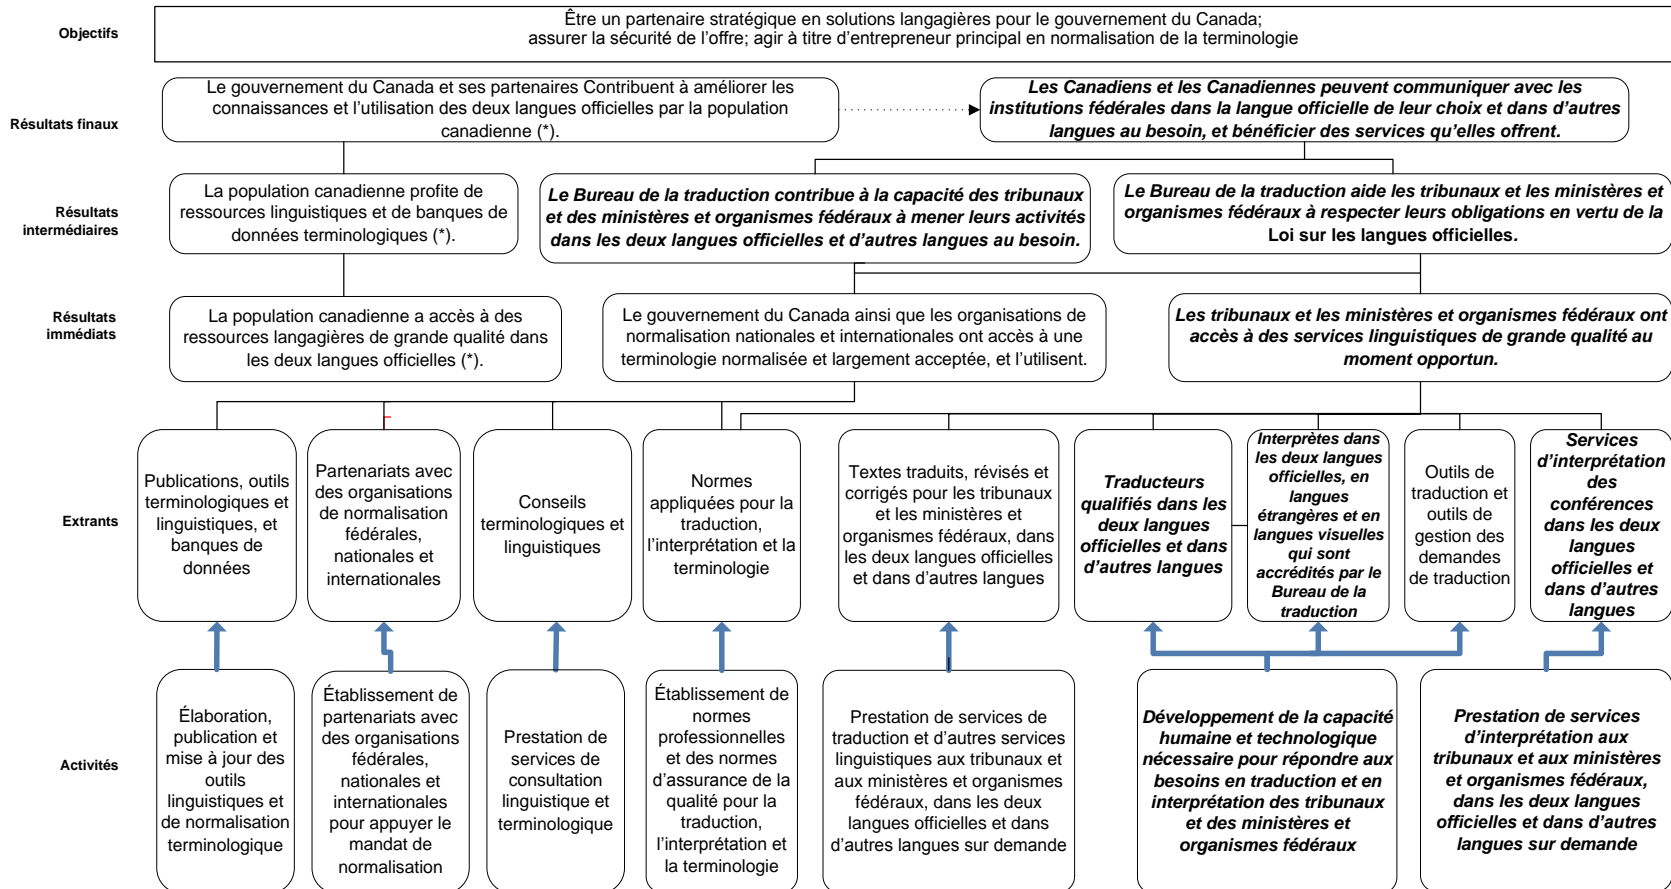 Objectifs
Être un partenaire stratégique en solutions langagières pour le gouvernement du Canada;
assurer la sécurité de l'offre; agir à titre d'entrepreneur principal en normalisation de la terminologie
Résultats finaux
Le gouvernement du Canada et ses partenaires Contribuent à améliorer les
connaissances et l'utilisation des deux langues officielles par la population
canadienne (*).
Les Canadiens et les Canadiennes peuvent communiquer avec les
institutions fédérales dans la langue officielle de leur choix et dans d'autres
langues au besoin, et bénéficier des services qu'elles offrent.
Résultats
intermédiaires
La population canadienne profite de
ressources linguistiques et de banques de
données terminologiques (*).
Le Bureau de la traduction contribue à la capacité des tribunaux
et des ministères et organismes fédéraux à mener leurs activités
dans les deux langues officielles et d'autres langues au besoin.
Le Bureau de la traduction aide les tribunaux et les ministères et
organismes fédéraux à respecter leurs obligations en vertu de la
Loi sur les langues officielles.
Résultats
immédiats
La population canadienne a accès à des
ressources langagières de grande qualité dans
les deux langues officielles (*).
Le gouvernement du Canada ainsi que les organisations de
normalisation nationales et internationales ont accès à une
terminologie normalisée et largement acceptée, et l'utilisent.
Les tribunaux et les ministères et organismes fédéraux ont
accès à des services linguistiques de grande qualité au
moment opportun.
Extrants
Publications, outils
terminologiques et
linguistiques, et
banques de
données
Partenariats avec
des organisations
de normalisation
fédérales,
nationales et
internationales
Conseils
terminologiques et
linguistiques
Normes
appliquées pour la
traduction,
l'interprétation et la
terminologie
Textes traduits, révisés et
corrigés pour les tribunaux
et les ministères et
organismes fédéraux, dans
les deux langues officielles
et dans d'autres langues
Traducteurs
qualifiés dans les
deux langues
officielles et dans
d'autres langues
Interprètes dans
les deux langues
officielles, en
langues
étrangères et en
langues visuelles
qui sont
accrédités par le
Bureau de la
traduction
Outils de
traduction et
outils de
gestion des
demandes
de traduction
Services
d'interprétation
des
conférences
dans les deux
langues
officielles et
dans d'autres
langues
Activités
Élaboration,
publication et
mise à jour des
outils
linguistiques et
de normalisation
terminologique
Établissement de
partenariats avec
des organisations
fédérales,
nationales et
internationales
pour appuyer le
mandat de
normalisation
Prestation de
services de
consultation
linguistique et
terminologique
Établissement de
normes
professionnelles
et des normes
d'assurance de la
qualité pour la
traduction,
l'interprétation et
la terminologie
Prestation de services de
traduction et d'autres services
linguistiques aux tribunaux et
aux ministères et organismes
fédéraux, dans les deux
langues officielles et dans
d'autres langues sur demande
Développement de la capacité
humaine et technologique
nécessaire pour répondre aux
besoins en traduction et en
interprétation des tribunaux
et des ministères et
organismes fédéraux
Prestation de services
d'interprétation aux
tribunaux et aux ministères
et organismes fédéraux,
dans les deux langues
officielles et dans d'autres
langues sur demande